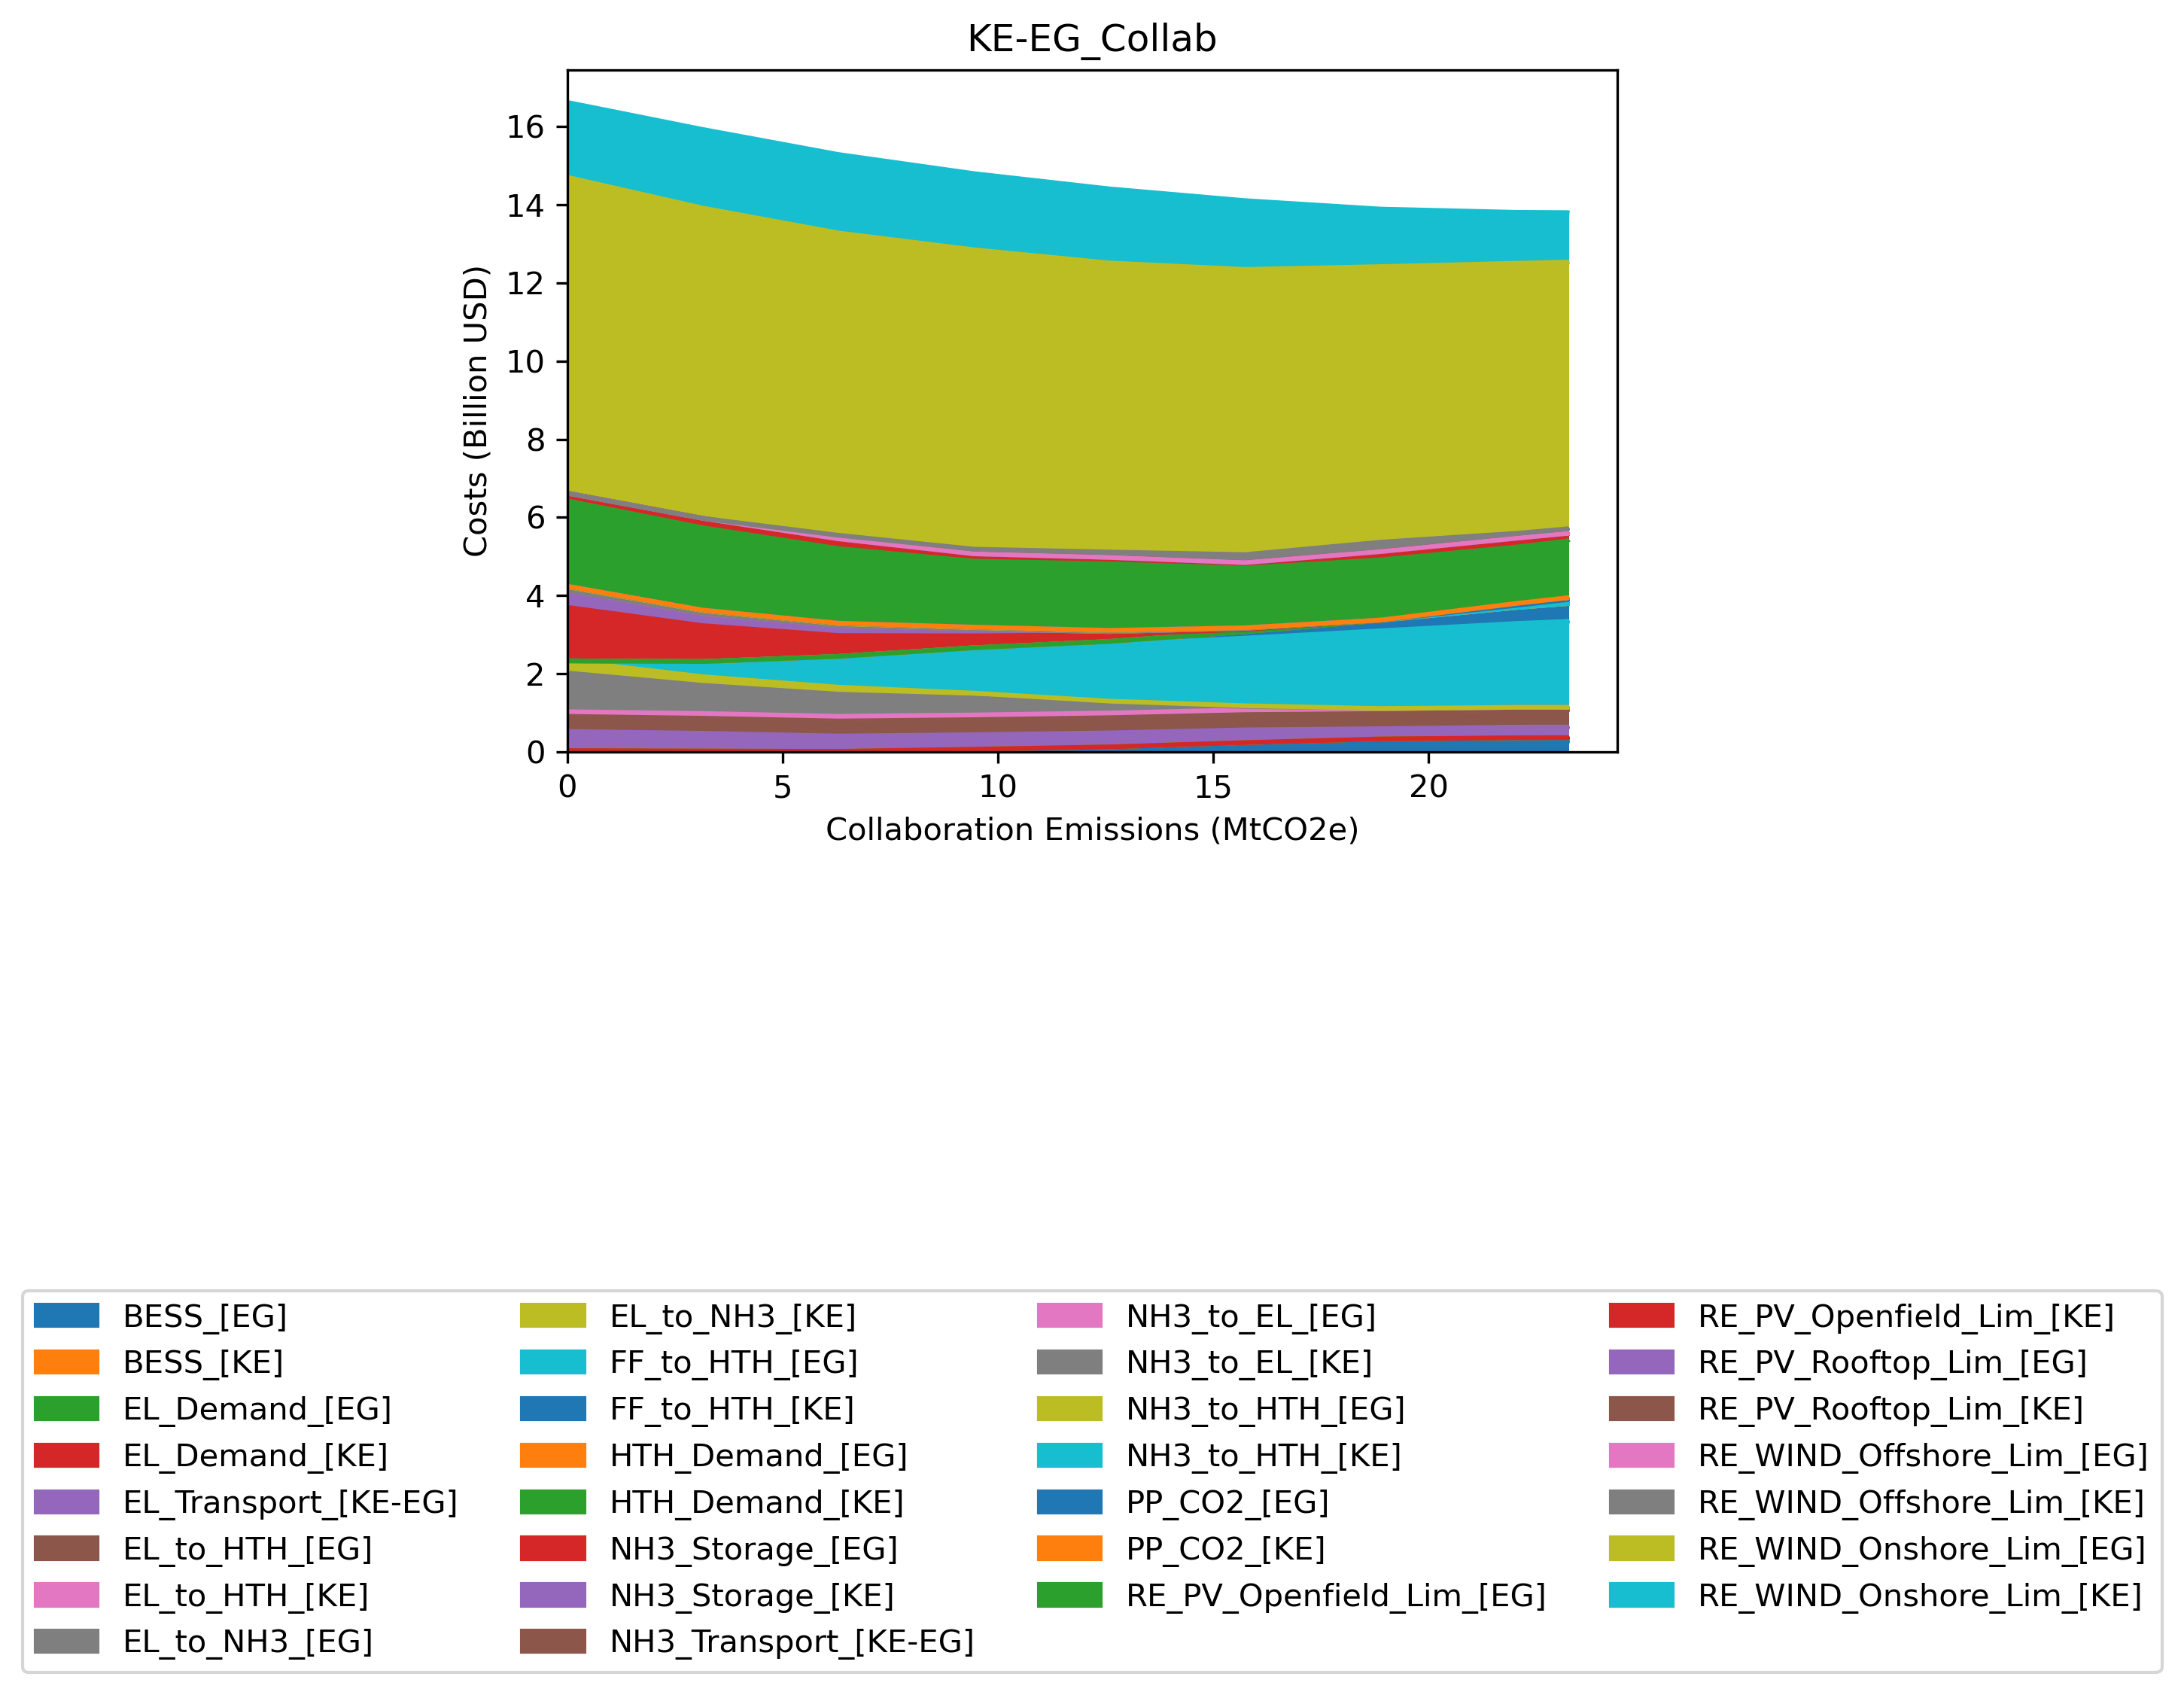 KE-EG_Collab
16
14
12
10
8
6
4
2
0
Costs (Billion USD)
0 5 10 15 20
Collaboration Emissions (MtCO2e)
BESS_[EG]
BESS_[KE]
EL_Demand_[EG]
EL_Demand_[KE]
EL_Transport_[KE-EG]
EL_to_HTH_[EG]
EL_to_HTH_[KE]
EL_to_NH3_[EG]
EL_to_NH3_[KE]
FF_to_HTH_[EG]
FF_to_HTH_[KE]
HTH_Demand_[EG]
HTH_Demand_[KE]
NH3_Storage_[EG]
NH3_Storage_[KE]
NH3_Transport_[KE-EG]
NH3_to_EL_[EG]
NH3_to_EL_[KE]
NH3_to_HTH_[EG]
NH3_to_HTH_[KE]
PP_CO2_[EG]
PP_CO2_[KE]
RE_PV_Openfield_Lim_[EG]
RE_PV_Openfield_Lim_[KE]
RE_PV_Rooftop_Lim_[EG]
RE_PV_Rooftop_Lim_[KE]
RE_WIND_Offshore_Lim_[EG]
RE_WIND_Offshore_Lim_[KE]
RE_WIND_Onshore_Lim_[EG]
RE_WIND_Onshore_Lim_[KE]